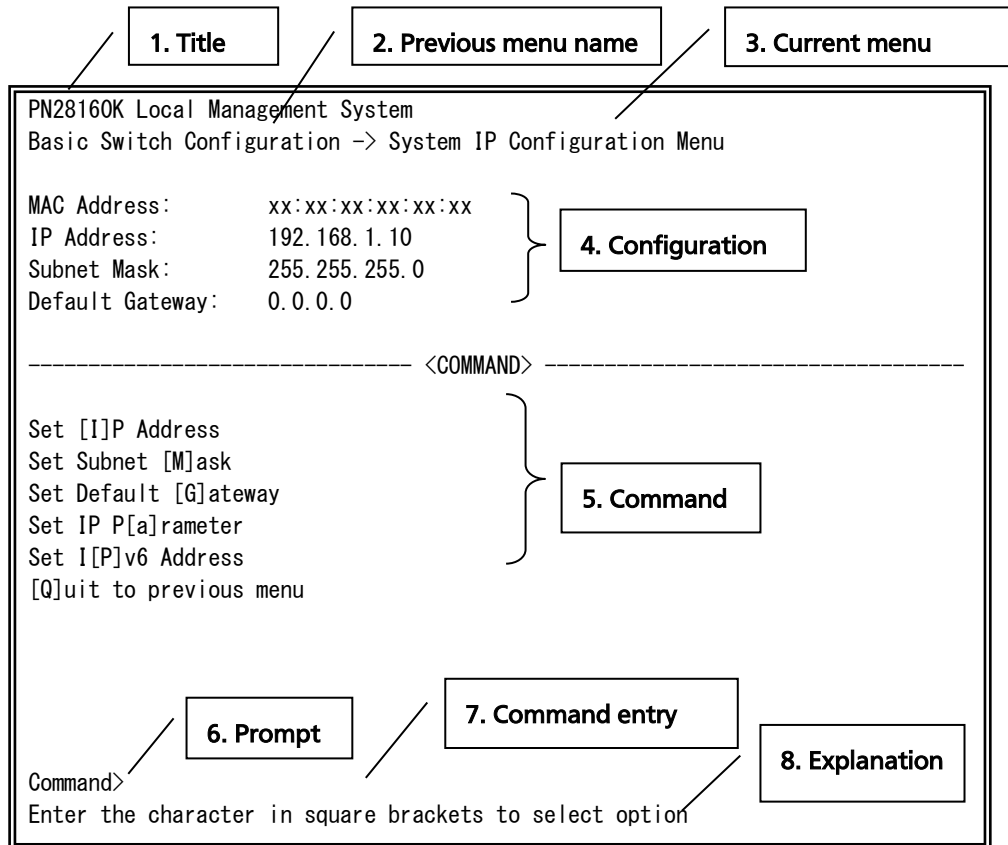 1. Title
2. Previous menu name
3. Current menu
PN28160K Local Management System
Basic Switch Configuration -> System IP Configuration Menu
MAC Address: xx:xx:xx:xx:xx:xx
IP Address: 192.168.1.10
Subnet Mask: 255.255.255.0
Default Gateway: 0.0.0.0
4. Configuration
-------------------------------- <COMMAND> -----------------------------------
Set [I]P Address
Set Subnet [M]ask
Set Default [G]ateway
Set IP P[a]rameter
Set I[P]v6 Address
[Q]uit to previous menu
5. Command
6. Prompt
7. Command entry
8. Explanation
Command>
Enter the character in square brackets to select option